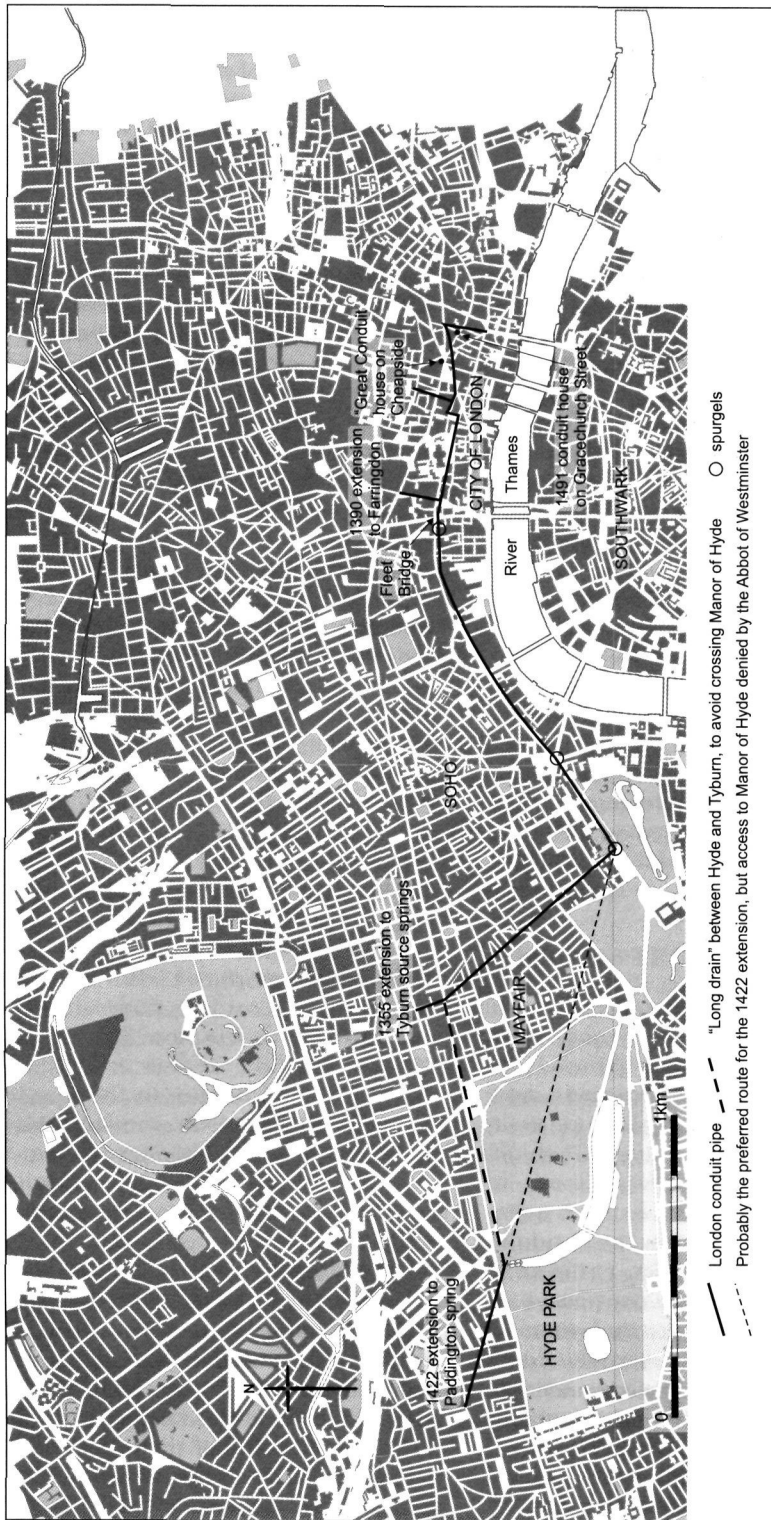 1422 extension to
Paddington spring
HYDE PARK
N
0
1km
MAYFAIR
1355 extension to
Tyburn source springs
SOHO
Fleet
Bridge
1390 extension
to Farringdon
"Great Conduit"
house on
Cheapside
CITY OF LONDON
River
Thames
1491 conduit house
on Gracechurch Street
SOUTHWARK
London conduit pipe
"Long drain" between Hyde and Tyburn, to avoid crossing Manor of Hyde
spurgels
Probably the preferred route for the 1422 extension, but access to Manor of Hyde denied by the Abbot of Westminster